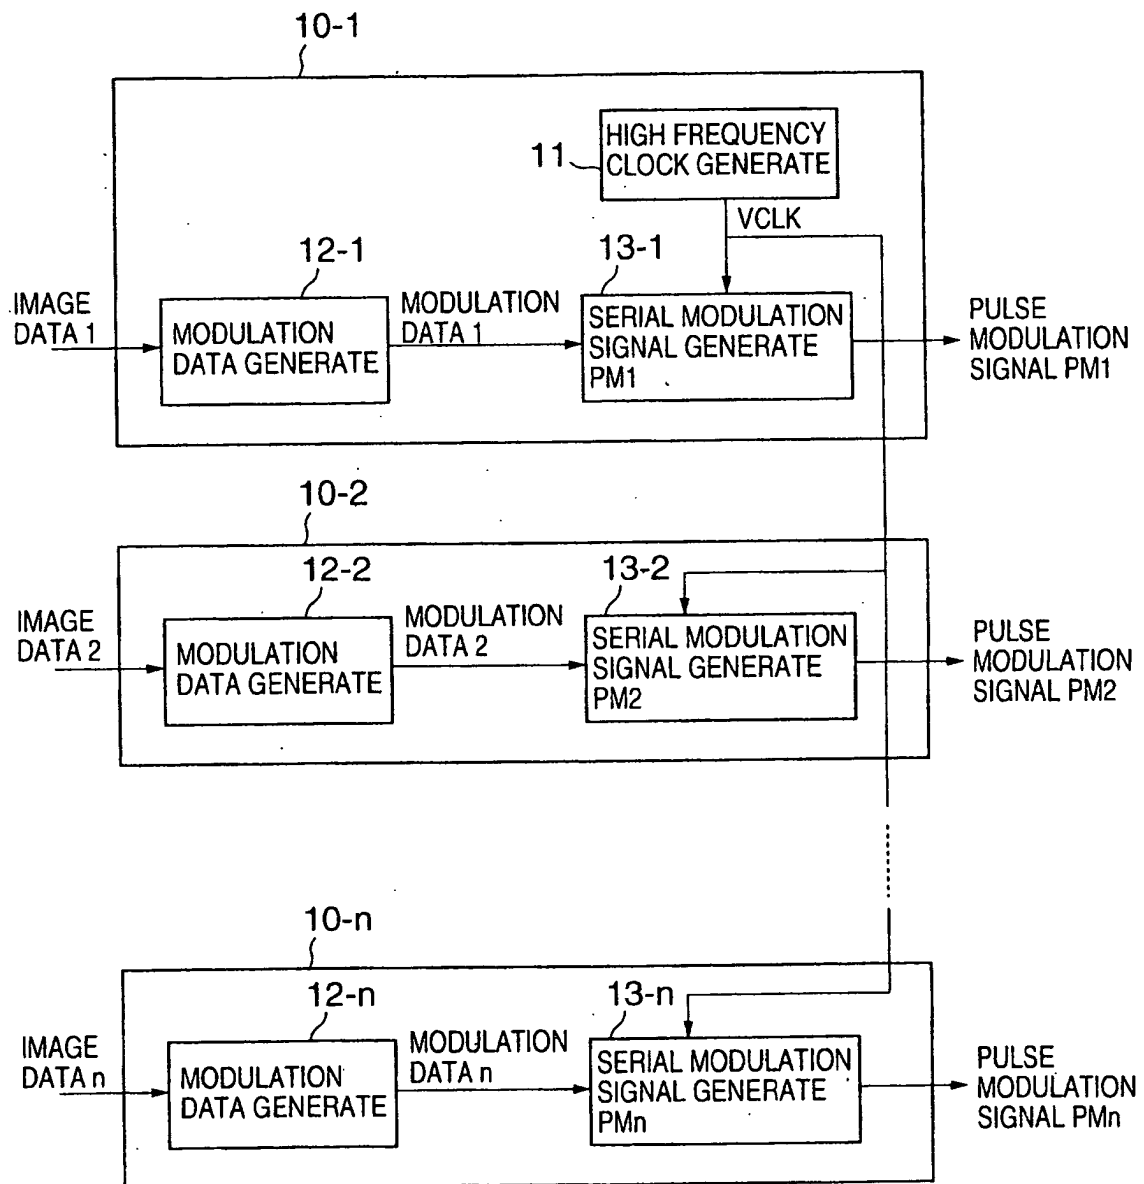 10-1
HIGH FREQUENCY
CLOCK GENERATE
11
VCLK
12-1
13-1
IMAGE
DATA 1
MODULATION
DATA GENERATE
MODULATION
DATA 1
SERIAL MODULATION
SIGNAL GENERATE
PM1
PULSE
MODULATION
SIGNAL PM1
10-2
12-2
13-2
IMAGE
DATA 2
MODULATION
DATA GENERATE
MODULATION
DATA 2
SERIAL MODULATION
SIGNAL GENERATE
PM2
PULSE
MODULATION
SIGNAL PM2
10-n
12-n
13-n
IMAGE
DATA n
MODULATION
DATA GENERATE
MODULATION
DATA n
SERIAL MODULATION
SIGNAL GENERATE
PMn
PULSE
MODULATION
SIGNAL PMn